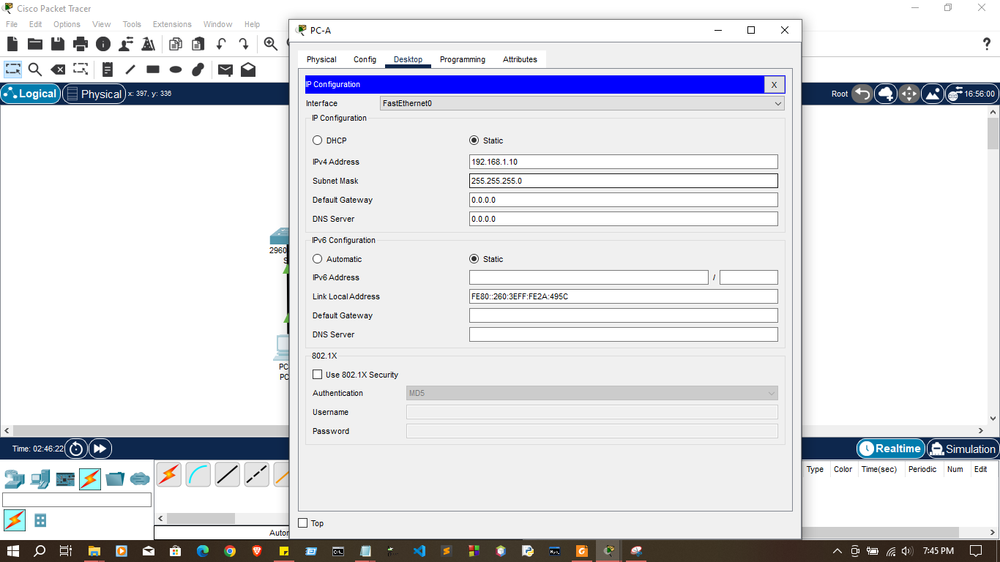 Cisco Packet Tracer
File Edit Options View Tools Extensions Window Help
PC-A
Physical Config Desktop Programming Attributes
Logical Physical x: 397, y: 336
Root 16:56:00
IP Configuration X
Interface FastEthernet0
IP Configuration
DHCP Static
IPv4 Address 192.168.1.10
Subnet Mask 255.255.255.0
Default Gateway 0.0.0.0
DNS Server 0.0.0.0
IPv6 Configuration
Automatic Static
IPv6 Address /
Link Local Address FE80::260:3EFF:FE2A:495C
Default Gateway
DNS Server
802.1X
Use 802.1X Security
Authentication MD5
Username
Password
Top
2960
S
PC
PC
Time: 02:46:22
Realtime Simulation
Type Color Time(sec) Periodic Num Edit
Auto
7:45 PM